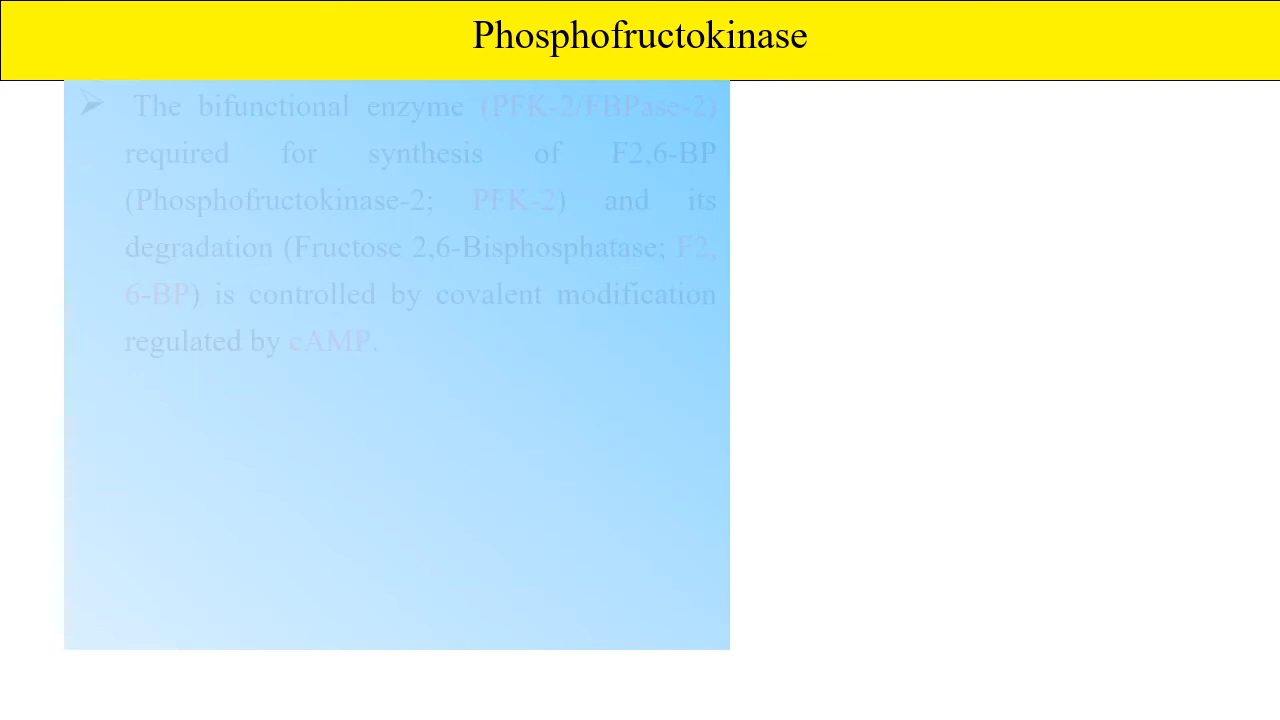 Phosphofructokinase
➢ The bifunctional enzyme (PFK-2/FBPase-2)
required for synthesis of F2,6-BP
(Phosphofructokinase-2; PFK-2) and its
degradation (Fructose 2,6-Bisphosphatase; F2,
6-BP) is controlled by covalent modification
regulated by cAMP.